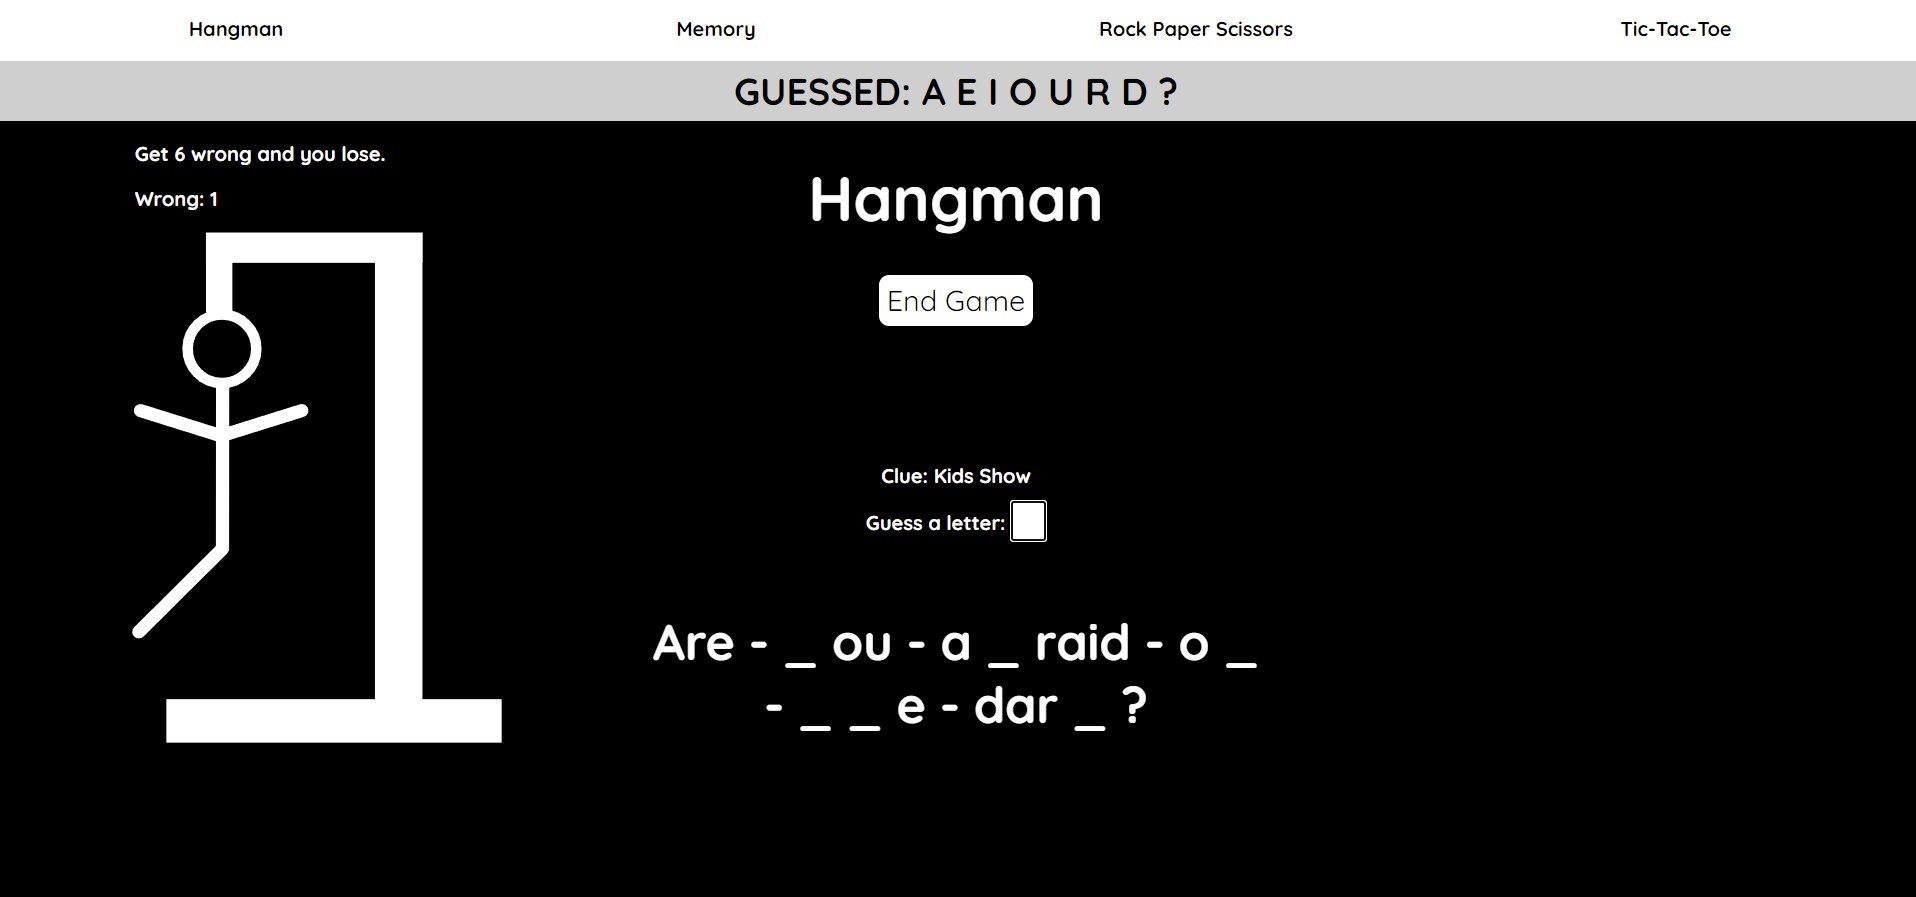 Hangman Memory Rock Paper Scissors Tic-Tac-Toe
GUESSED: A E I O U R D ?
Get 6 wrong and you lose.
Wrong: 1
Hangman
End Game
Clue: Kids Show
Guess a letter:
Are - _ ou - a _ raid - o _
- _ _ e - dar _ ?